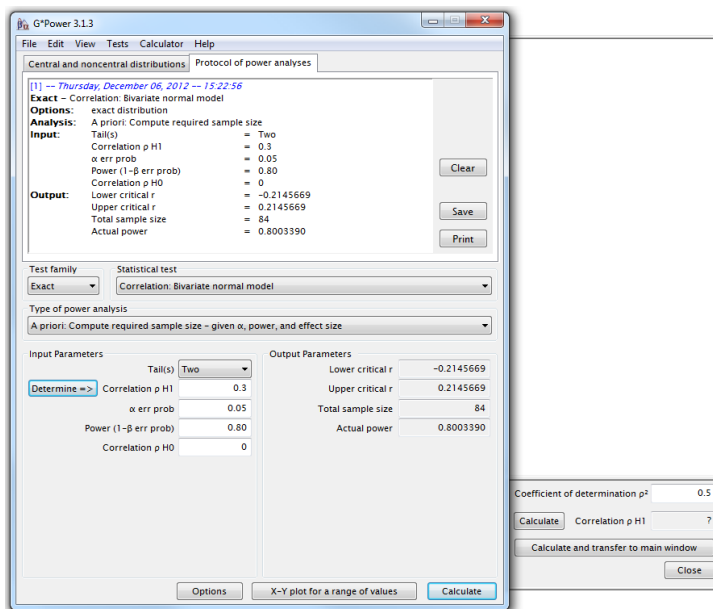 G*Power 3.1.3
File Edit View Tests Calculator Help
Central and noncentral distributions Protocol of power analyses
[1] -- Thursday, December 06, 2012 -- 15:22:56
Exact – Correlation: Bivariate normal model
Options: exact distribution
Analysis: A priori: Compute required sample size
Input: Tail(s) = Two
Correlation ρ H1 = 0.3
α err prob = 0.05
Power (1-β err prob) = 0.80
Correlation ρ H0 = 0
Output: Lower critical r = -0.2145669
Upper critical r = 0.2145669
Total sample size = 84
Actual power = 0.8003390
Clear
Save
Print
Test family Statistical test
Exact Correlation: Bivariate normal model
Type of power analysis
A priori: Compute required sample size – given α, power, and effect size
Input Parameters Output Parameters
Tail(s) Two Lower critical r -0.2145669
Determine => Correlation ρ H1 0.3 Upper critical r 0.2145669
α err prob 0.05 Total sample size 84
Power (1-β err prob) 0.80 Actual power 0.8003390
Correlation ρ H0 0
Coefficient of determination ρ² 0.5
Calculate Correlation ρ H1 ?
Calculate and transfer to main window
Close
Options X-Y plot for a range of values Calculate